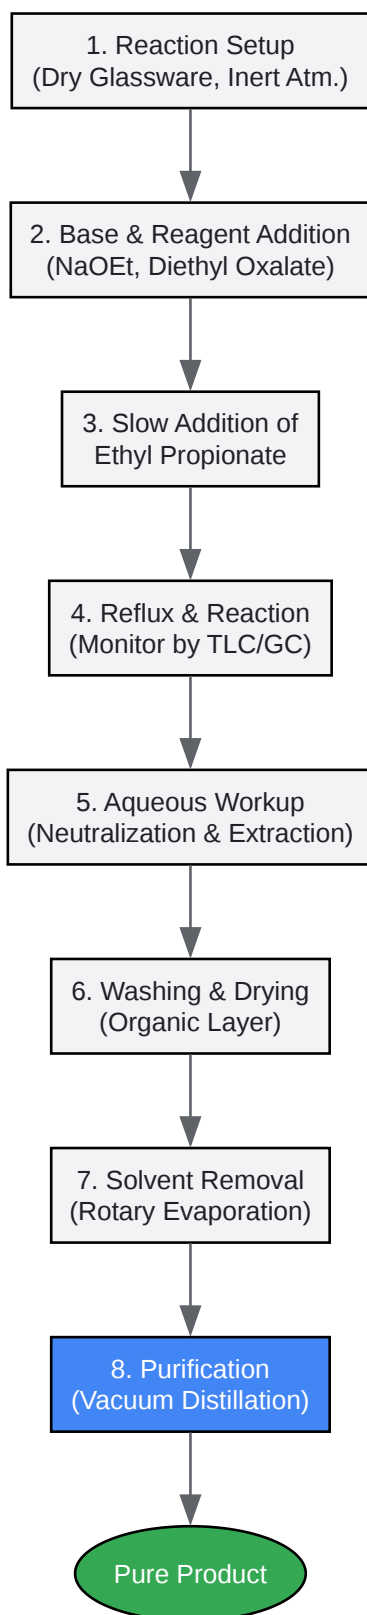 1. Reaction Setup
(Dry Glassware, Inert Atm.)
2. Base & Reagent Addition
(NaOEt, Diethyl Oxalate)
3. Slow Addition of
Ethyl Propionate
4. Reflux & Reaction
(Monitor by TLC/GC)
5. Aqueous Workup
(Neutralization & Extraction)
6. Washing & Drying
(Organic Layer)
7. Solvent Removal
(Rotary Evaporation)
8. Purification
(Vacuum Distillation)
Pure Product